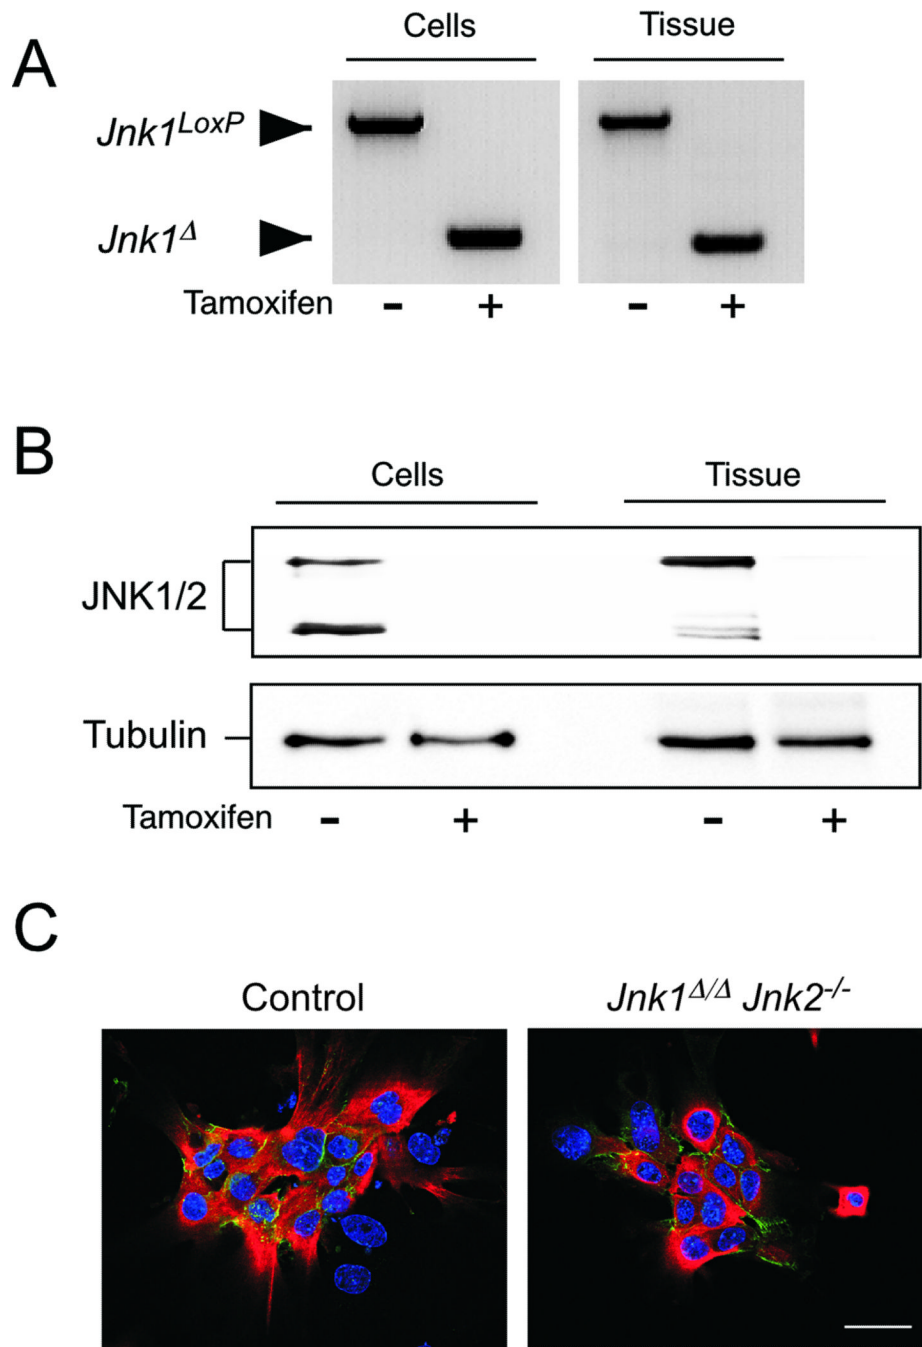 A
Cells Tissue
Jnk1^LoxP
Jnk1^Δ
Tamoxifen - + - +
B
Cells Tissue
JNK1/2
Tubulin
Tamoxifen - + - +
C
Control Jnk1^Δ/Δ Jnk2^-/-